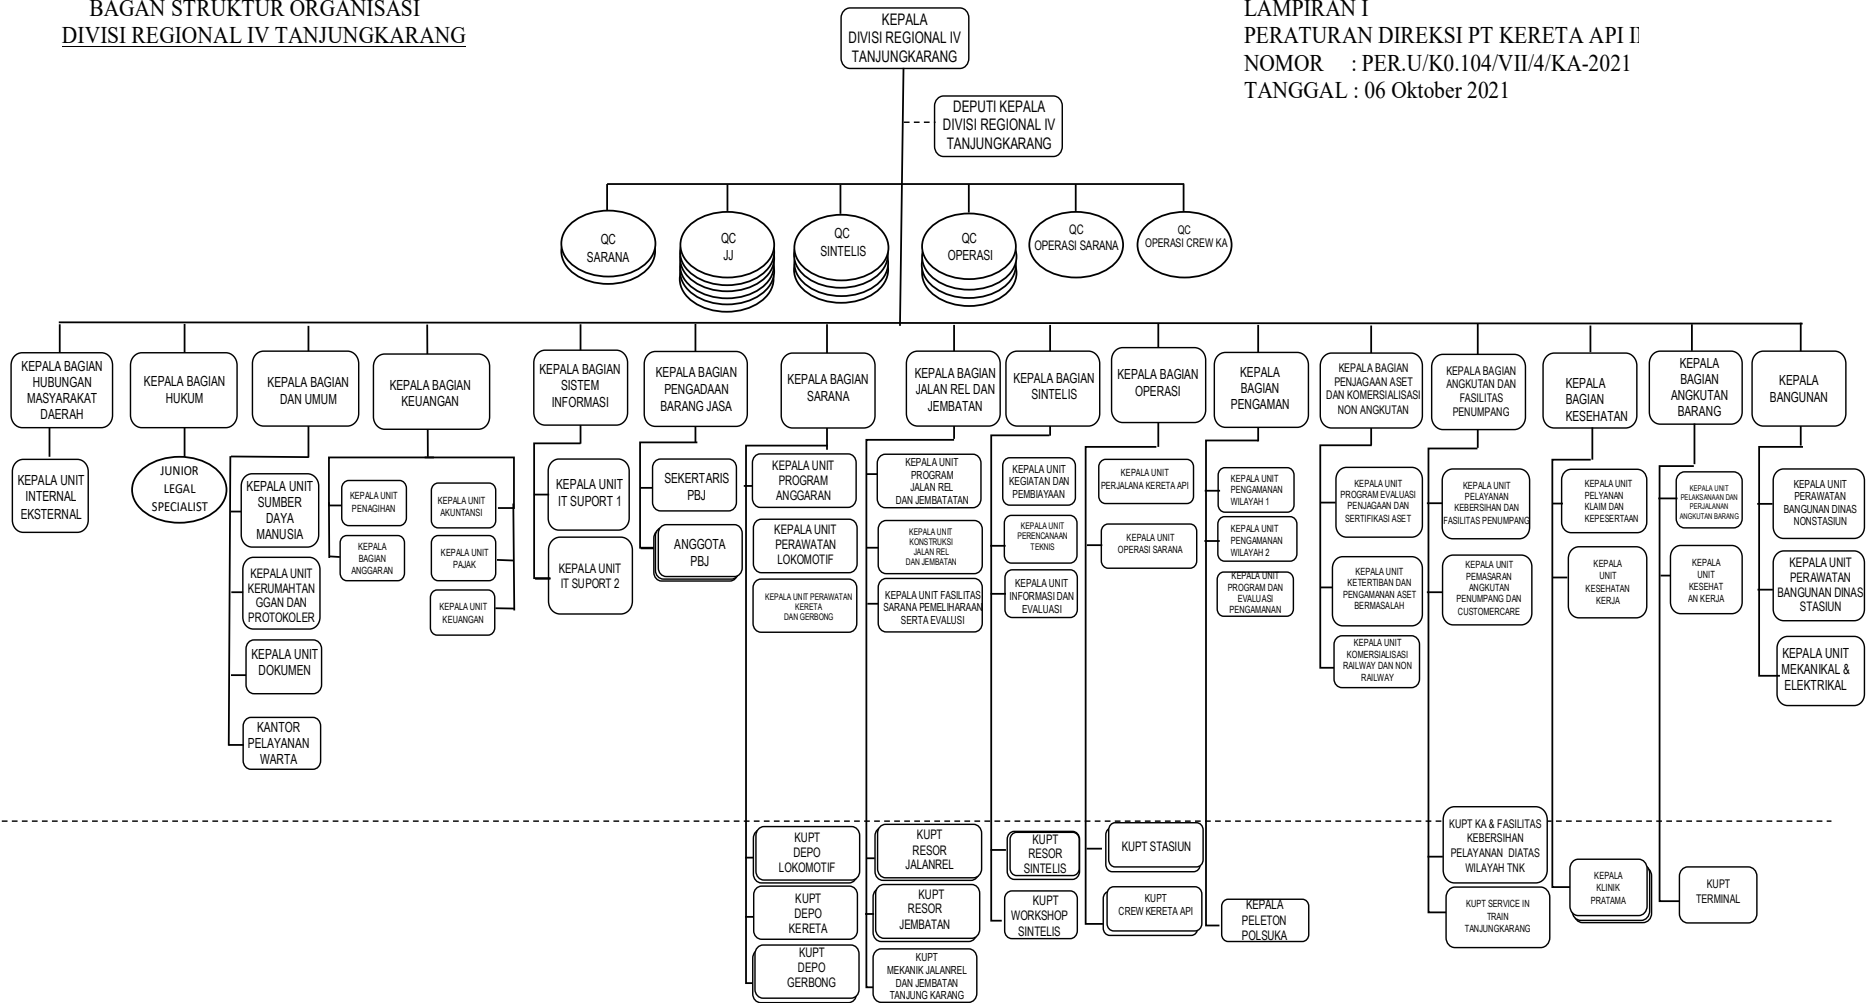 BAGAN STRUKTUR ORGANISASI
DIVISI REGIONAL IV TANJUNGKARANG
LAMPIRAN I
PERATURAN DIREKSI PT KERETA API
NOMOR : PER.U/K0.104/VII/4/KA-2021
TANGGAL : 06 Oktober 2021
KEPALA
DIVISI REGIONAL IV
TANJUNGKARANG
DEPUTI KEPALA
DIVISI REGIONAL IV
TANJUNGKARANG
QC
SARANA
QC
JJ
QC
SINTELIS
QC
OPERASI
QC
OPERASI SARANA
QC
OPERASI CREW KA
KEPALA BAGIAN
HUBUNGAN
MASYARAKAT
DAERAH
KEPALA BAGIAN
HUKUM
KEPALA BAGIAN
DAN UMUM
KEPALA BAGIAN
KEUANGAN
KEPALA BAGIAN
SISTEM
INFORMASI
KEPALA BAGIAN
PENGADAAN
BARANG JASA
KEPALA BAGIAN
SARANA
KEPALA BAGIAN
JALAN REL DAN
JEMBATAN
KEPALA BAGIAN
SINTELIS
KEPALA BAGIAN
OPERASI
KEPALA
BAGIAN
PENGAMAN
KEPALA BAGIAN
PENJAGAAN ASET
DAN KOMERSIALISASI
NON ANGKUTAN
KEPALA BAGIAN
ANGKUTAN DAN
FASILITAS
PENUMPANG
KEPALA
BAGIAN
KESEHATAN
KEPALA
BAGIAN
ANGKUTAN
BARANG
KEPALA
BANGUNAN
KEPALA UNIT
INTERNAL
EKSTERNAL
JUNIOR
LEGAL
SPECIALIST
KEPALA UNIT
SUMBER
DAYA
MANUSIA
KEPALA UNIT
KERUMAHTAN
GGAN DAN
PROTOKOLER
KEPALA UNIT
DOKUMEN
KANTOR
PELAYANAN
WARTA
KEPALA UNIT
PENAGIHAN
KEPALA
BAGIAN
ANGGARAN
KEPALA UNIT
AKUNTANSI
KEPALA UNIT
PAJAK
KEPALA UNIT
KEUANGAN
KEPALA UNIT
IT SUPORT 1
KEPALA UNIT
IT SUPORT 2
SEKERTARIS
PBJ
ANGGOTA
PBJ
KEPALA UNIT
PROGRAM
ANGGARAN
KEPALA UNIT
PERAWATAN
LOKOMOTIF
KEPALA UNIT PERAWATAN
KERETA
DAN GERBONG
KEPALA UNIT
PROGRAM
JALAN REL
DAN JEMBATATAN
KEPALA UNIT
KONSTRUKSI
JALAN REL
DAN JEMBATAN
KEPALA UNIT FASILITAS
SARANA PEMELIHARAAN
SERTA EVALUSI
KEPALA UNIT
KEGIATAN DAN
PEMBIAYAAN
KEPALA UNIT
PERENCANAAN
TEKNIS
KEPALA UNIT
INFORMASI DAN
EVALUASI
KEPALA UNIT
PERJALANA KERETA API
KEPALA UNIT
OPERASI SARANA
KEPALA UNIT
PENGAMANAN
WILAYAH 1
KEPALA UNIT
PENGAMANAN
WILAYAH 2
KEPALA UNIT
PROGRAM DAN
EVALUASI
PENGAMANAN
KEPALA UNIT
PROGRAM EVALUASI
PENJAGAAN DAN
SERTIFIKASI ASET
KEPALA UNIT
KETERTIBAN DAN
PENGAMANAN ASET
BERMASALAH
KEPALA UNIT
KOMERSIALISASI
RAILWAY DAN NON
RAILWAY
KEPALA UNIT
PELAYANAN
KEBERSIHAN DAN
FASILITAS PENUMPANG
KEPALA UNIT
PEMASARAN
ANGKUTAN
PENUMPANG DAN
CUSTOMERCARE
KEPALA UNIT
PELYANAN
KLAIM DAN
KEPESERTAAN
KEPALA
UNIT
KESEHATAN
KERJA
KEPALA UNIT
PELAKSANAAN DAN
PERJALANAN
ANGKUTAN BARANG
KEPALA
UNIT
KESEHAT
AN KERJA
KEPALA UNIT
PERAWATAN
BANGUNAN DINAS
NONSTASIUN
KEPALA UNIT
PERAWATAN
BANGUNAN DINAS
STASIUN
KEPALA UNIT
MEKANIKAL &
ELEKTRIKAL
KUPT
DEPO
LOKOMOTIF
KUPT
DEPO
KERETA
KUPT
DEPO
GERBONG
KUPT
RESOR
JALANREL
KUPT
RESOR
JEMBATAN
KUPT
MEKANIK JALANREL
DAN JEMBATAN
TANJUNG KARANG
KUPT
RESOR
SINTELIS
KUPT
WORKSHOP
SINTELIS
KUPT STASIUN
KUPT
CREW KERETA API
KEPALA
PELETON
POLSUKA
KUPT KA & FASILITAS
KEBERSIHAN
PELAYANAN DIATAS
WILAYAH TNK
KUPT SERVICE IN
TRAIN
TANJUNGKARANG
KEPALA
KLINIK
PRATAMA
KUPT
TERMINAL